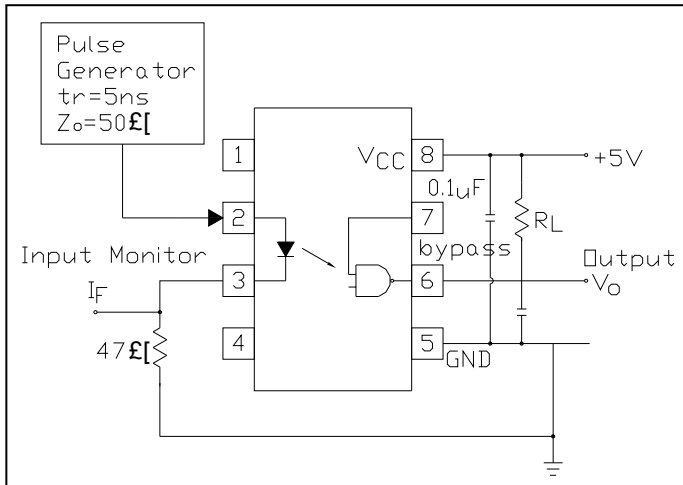 Pulse
Generator
tr=5ns
Zo=50£[
1
VCC 8
+5V
0.1uF
2
7
RL
Input Monitor
bypass
Output
3
6
Vo
IF
4
5
47£[
GND